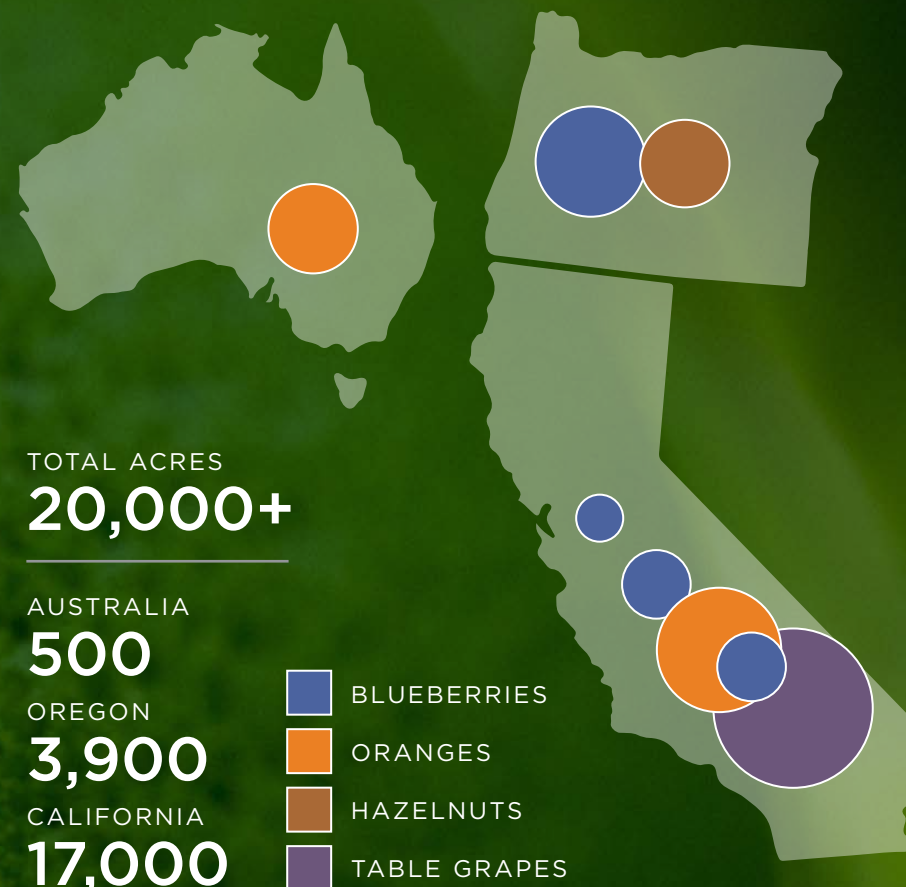 TOTAL ACRES
20,000+
AUSTRALIA
500
OREGON
3,900
CALIFORNIA
17,000
BLUEBERRIES
ORANGES
HAZELNUTS
TABLE GRAPES